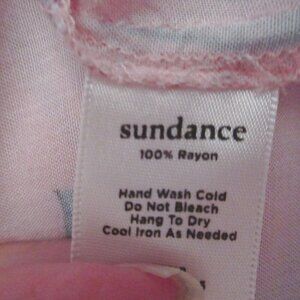 sundance
100% Rayon
Hand Wash Cold
Do Not Bleach
Hang To Dry
Cool Iron As Needed